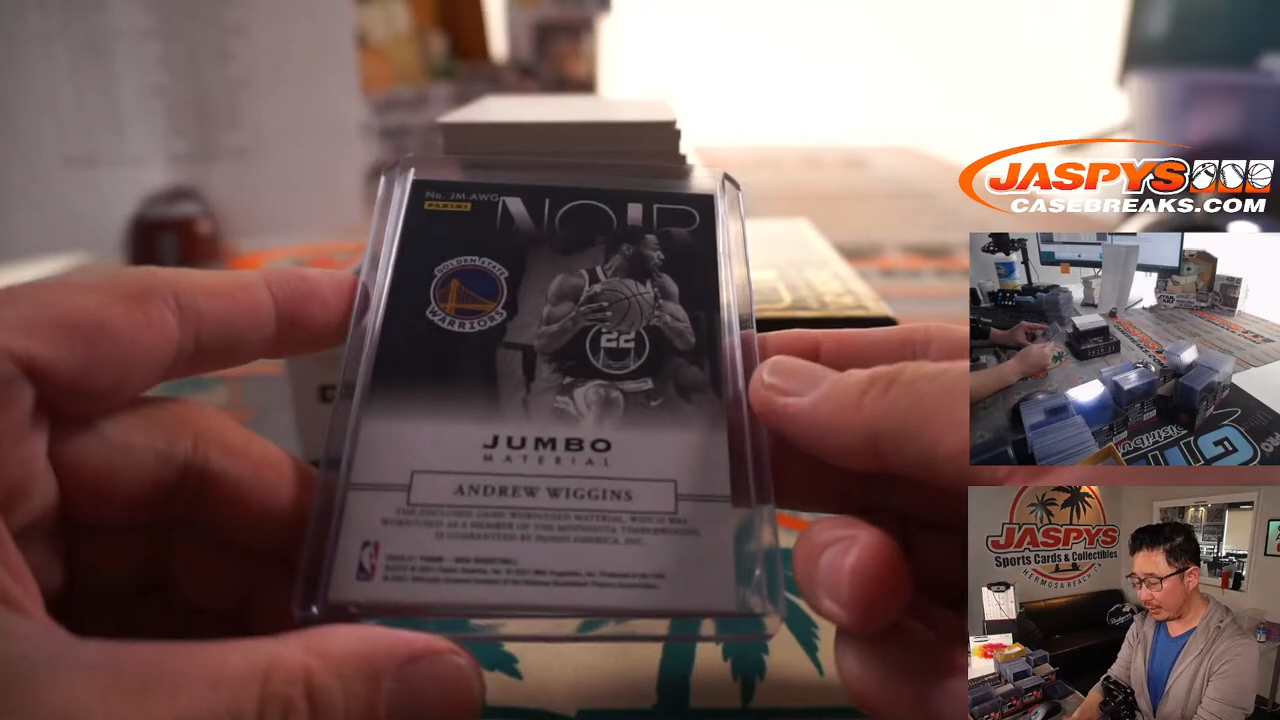 No. JM-AWG
PANINI
NOIR
GOLDEN STATE
WARRIORS
22
JUMBO
MATERIAL
ANDREW WIGGINS
THE ENCLOSED GAME-WORN/USED MATERIAL, WHICH WAS
WORN/USED AS A MEMBER OF THE MINNESOTA TIMBERWOLVES,
IS GUARANTEED BY PANINI AMERICA, INC.
JASPYS
CASEBREAKS.COM
JASPYS
Sports Cards & Collectibles
HERMOSA BEACH, CA
Dodgers